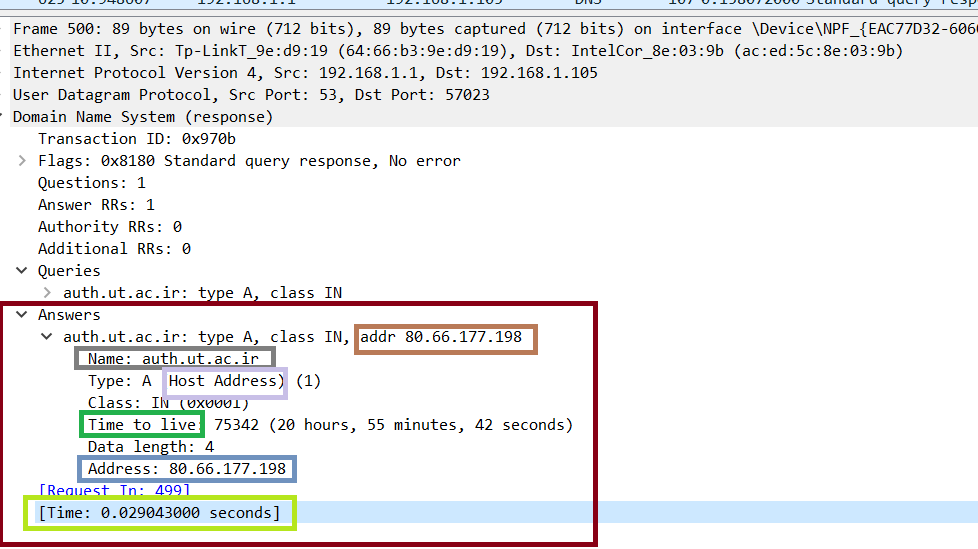 Frame 500: 89 bytes on wire (712 bits), 89 bytes captured (712 bits) on interface \Device\NPF_{EAC77D32-606
Ethernet II, Src: Tp-LinkT_9e:d9:19 (64:66:b3:9e:d9:19), Dst: IntelCor_8e:03:9b (ac:ed:5c:8e:03:9b)
Internet Protocol Version 4, Src: 192.168.1.1, Dst: 192.168.1.105
User Datagram Protocol, Src Port: 53, Dst Port: 57023
Domain Name System (response)
Transaction ID: 0x970b
Flags: 0x8180 Standard query response, No error
Questions: 1
Answer RRs: 1
Authority RRs: 0
Additional RRs: 0
Queries
auth.ut.ac.ir: type A, class IN
Answers
auth.ut.ac.ir: type A, class IN, addr 80.66.177.198
Name: auth.ut.ac.ir
Type: A Host Address) (1)
Class: IN (0x0001)
Time to live: 75342 (20 hours, 55 minutes, 42 seconds)
Data length: 4
Address: 80.66.177.198
[Request In: 499]
[Time: 0.029043000 seconds]